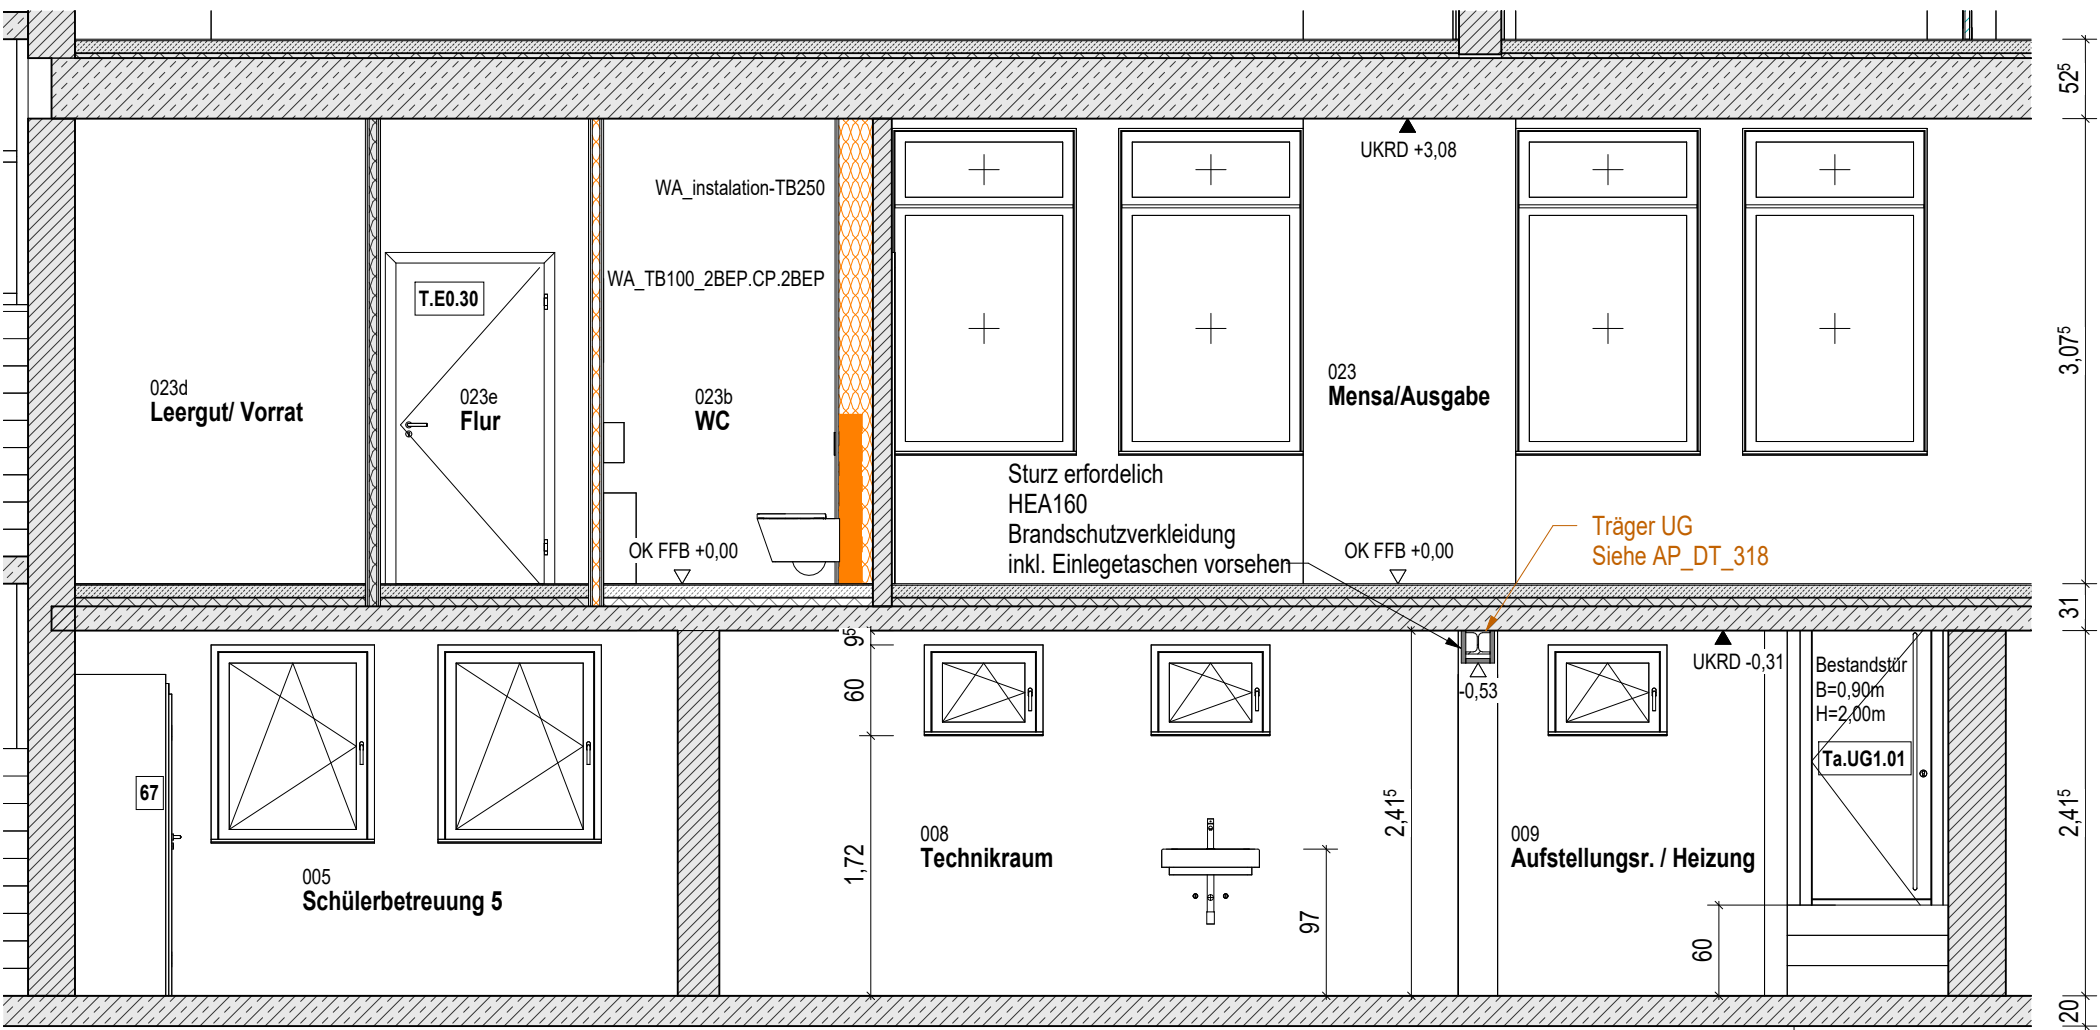 52⁵
UKRD +3,08
WA_instalation-TB250
WA_TB100_2BEP.CP.2BEP
T.E0.30
3,07⁵
023d
Leergut/ Vorrat
023e
Flur
023b
WC
023
Mensa/Ausgabe
Sturz erfordelich
HEA160
Brandschutzverkleidung
inkl. Einlegetaschen vorsehen
OK FFB +0,00
OK FFB +0,00
Träger UG
Siehe AP_DT_318
31
9⁵
60
1,72
-0,53
UKRD -0,31
Bestandstür
B=0,90m
H=2,00m
Ta.UG1.01
67
2,41⁵
2,41⁵
005
Schülerbetreuung 5
008
Technikraum
97
009
Aufstellungsr. / Heizung
60
20